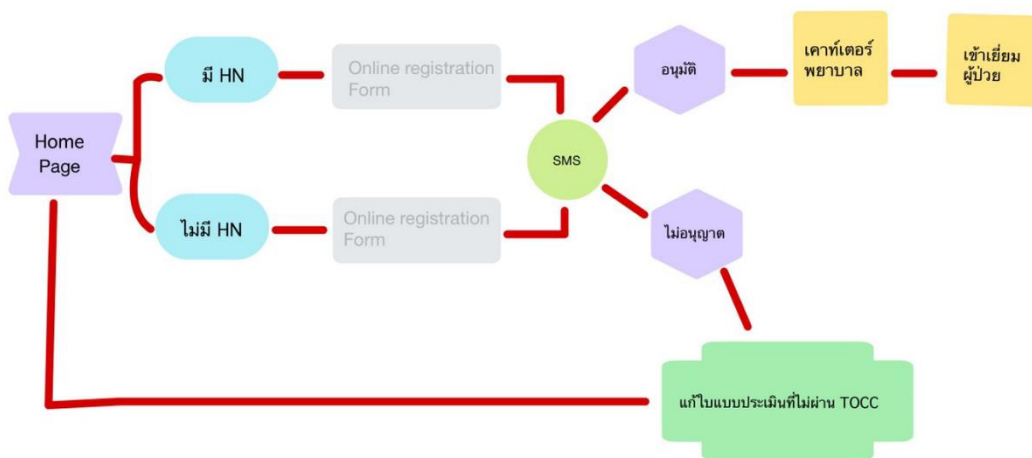 Home
Page
มี HN
Online registration
Form
ไม่มี HN
Online registration
Form
SMS
อนุมัติ
ไม่อนุญาต
เคาท์เตอร์
พยาบาล
เข้าเยี่ยม
ผู้ป่วย
แก้ใบแบบประเมินที่ไม่ผ่าน TOCC